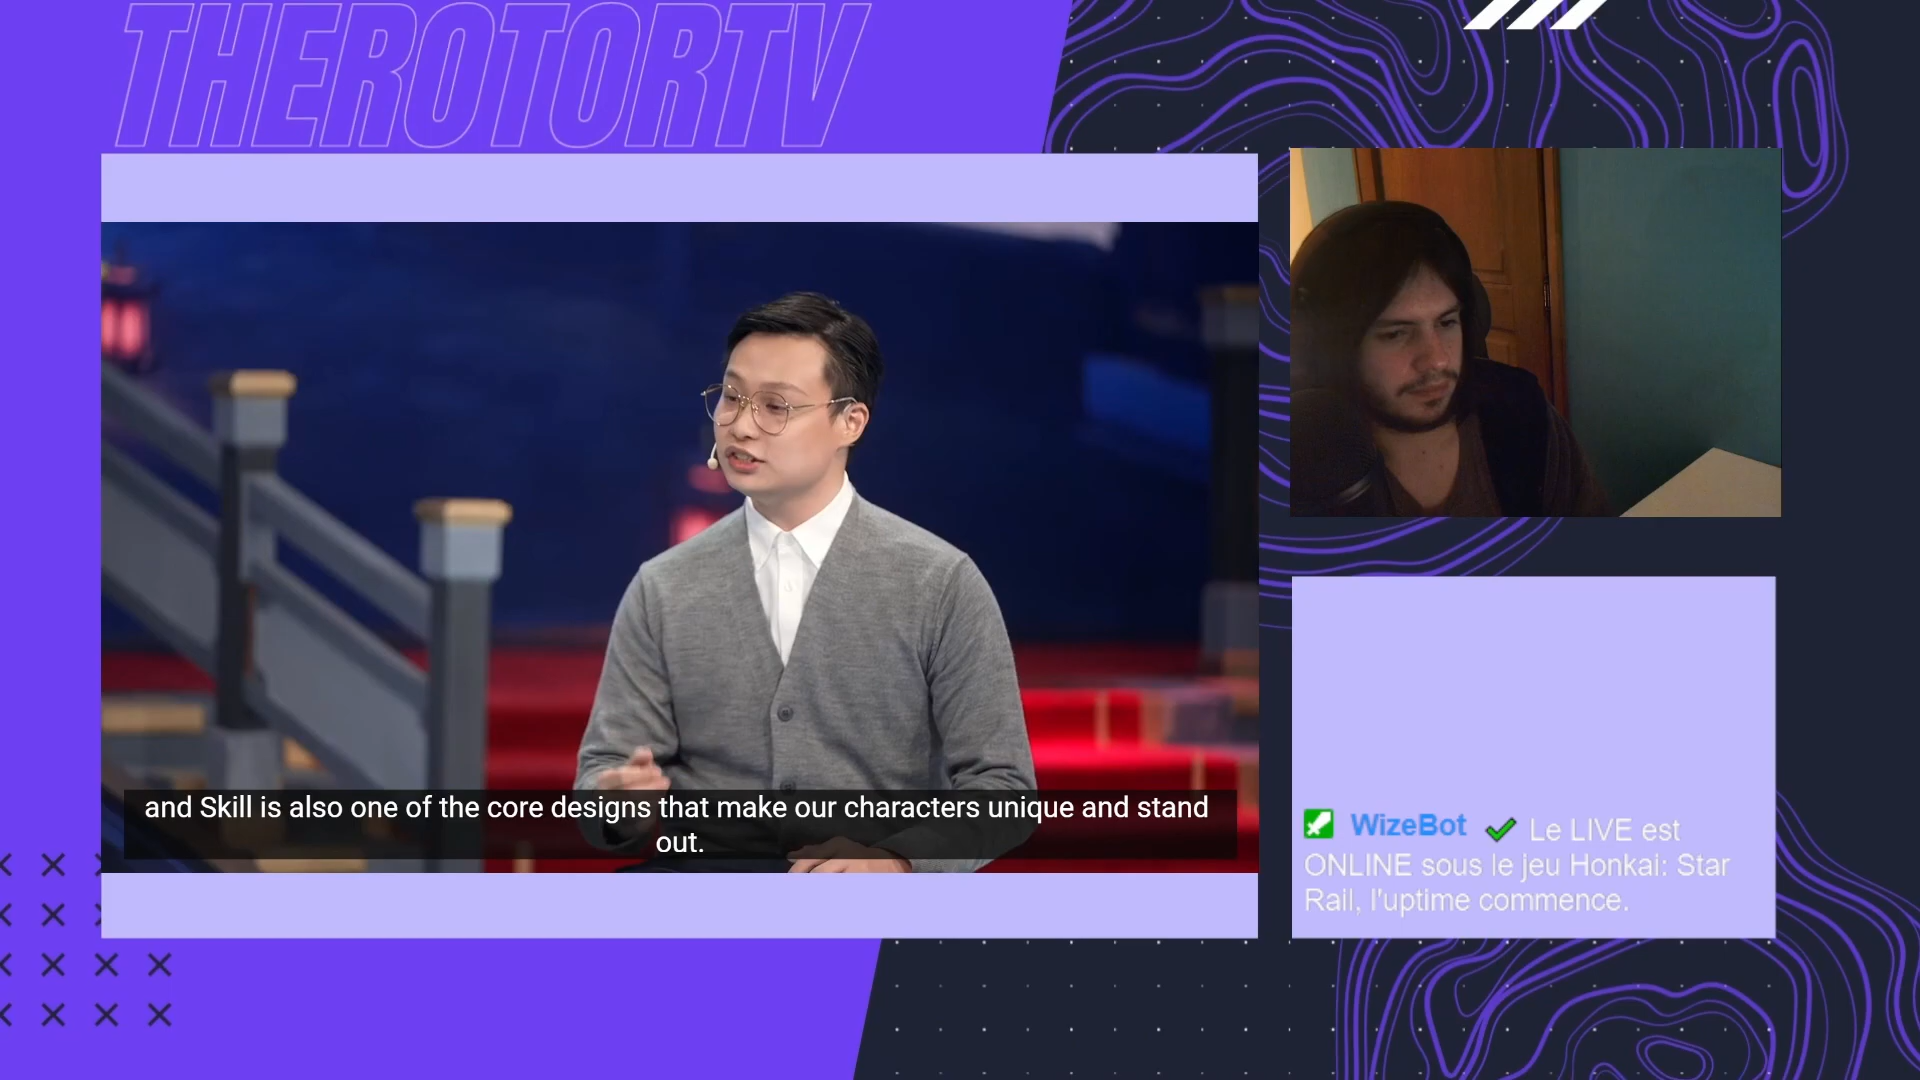 THEROTORTV
and Skill is also one of the core designs that make our characters unique and stand
out.
WizeBot Le LIVE est
ONLINE sous le jeu Honkai: Star
Rail, l'uptime commence.